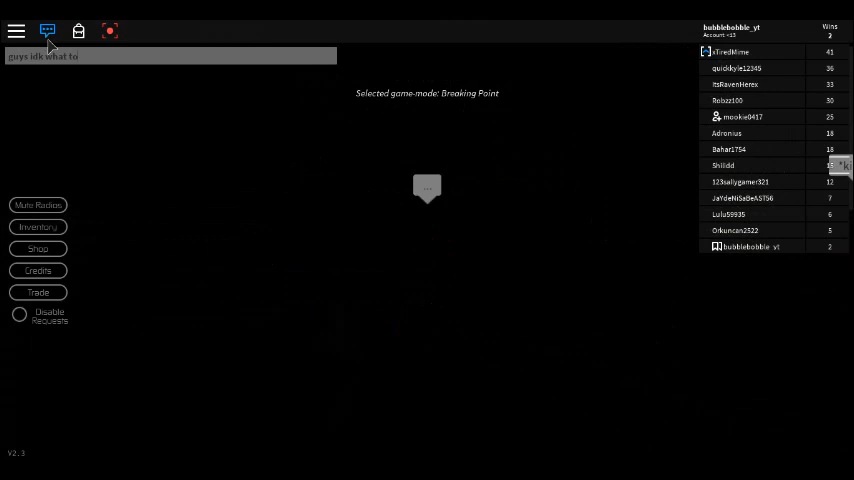 bubblebobble_yt
Account <13
Wins
2
guys idk what to
xTiredMime 41
quickkyle12345 36
ItsRavenHerex 33
Robzz100 30
mookie0417 25
Adronius 18
Bahar1754 18
Shilldd
123sallygamer321 12
JaYdeNiSaBeAST56 7
Lulu59935 6
Orkuncan2522 5
bubblebobble_yt 2
Selected game-mode: Breaking Point
...
Mute Radios
Inventory
Shop
Credits
Trade
Disable
Requests
V2.3